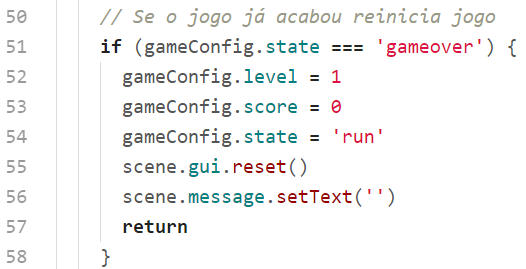 50 // Se o jogo já acabou reinicia jogo
51 if (gameConfig.state === 'gameover') {
52 gameConfig.level = 1
53 gameConfig.score = 0
54 gameConfig.state = 'run'
55 scene.gui.reset()
56 scene.message.setText('')
57 return
58 }